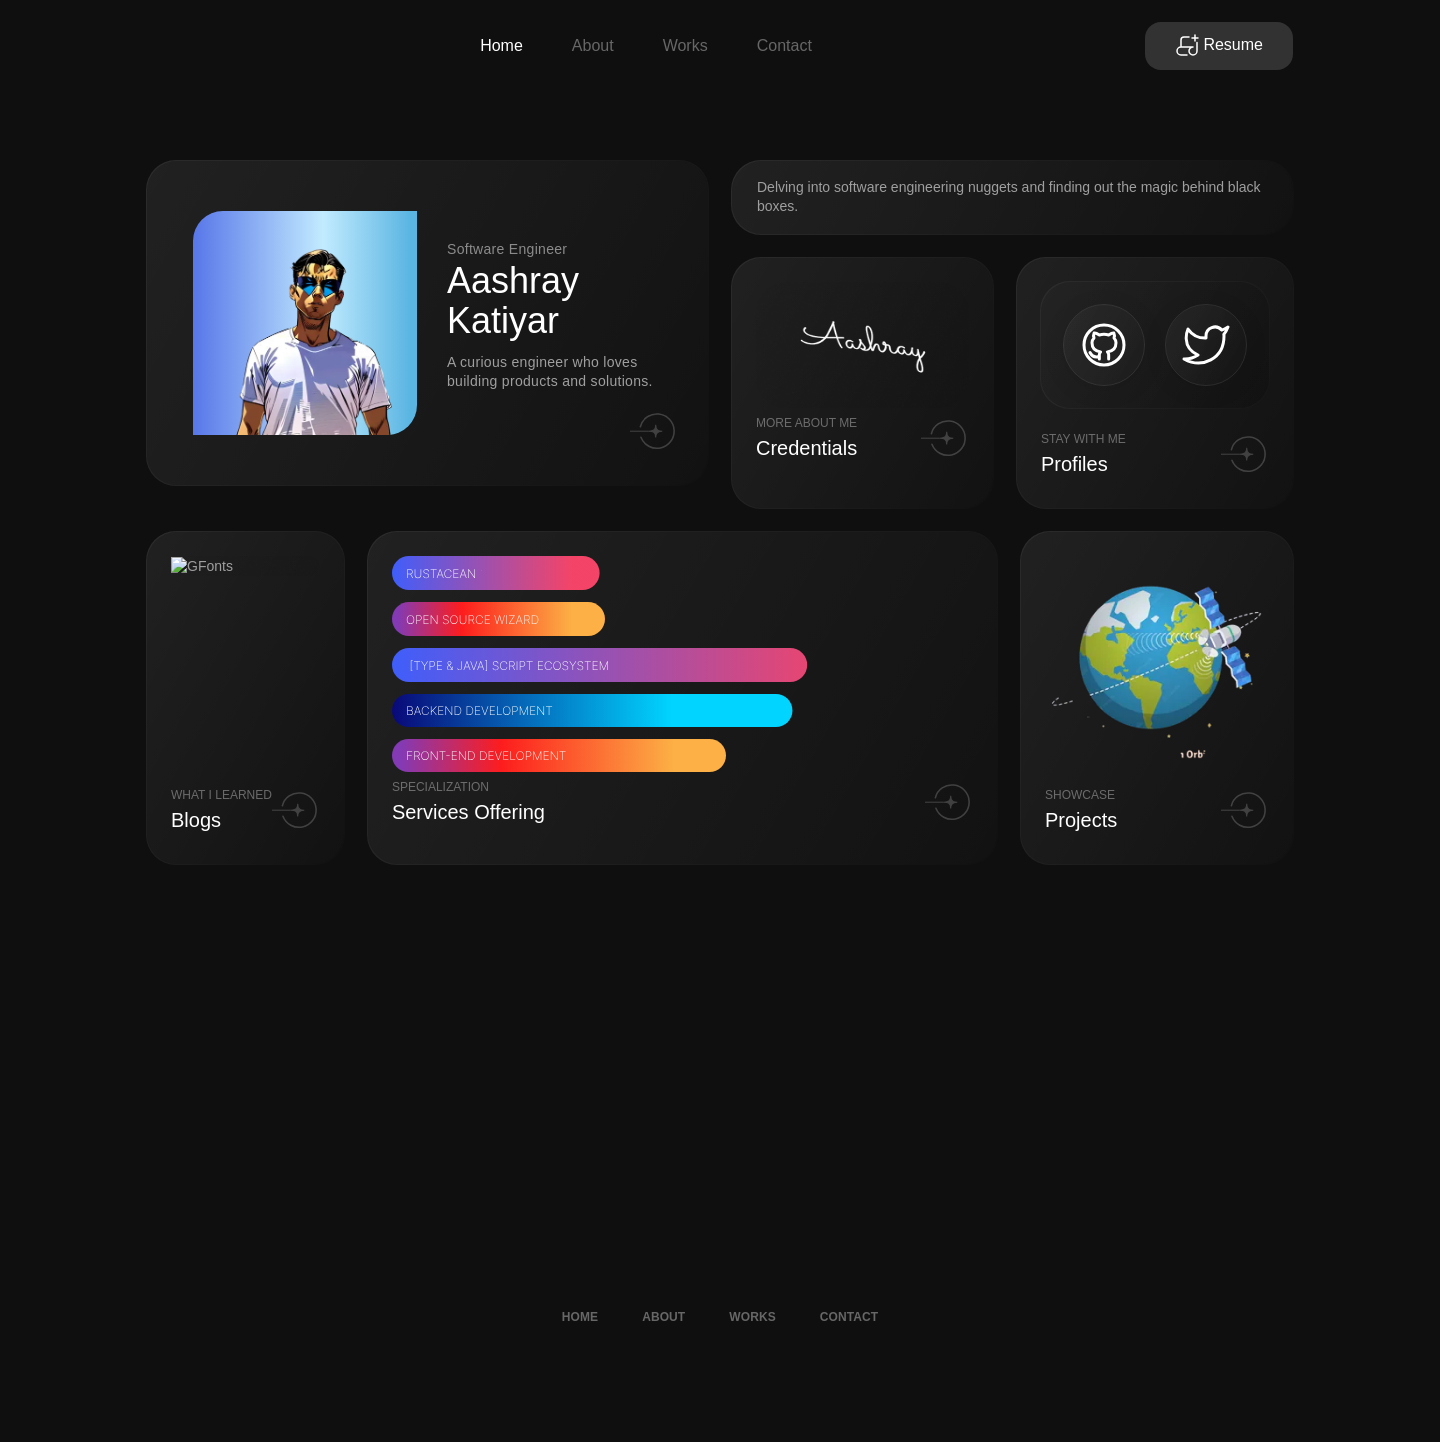 Home
About
Works
Contact
Resume
Software Engineer
Aashray
Katiyar
A curious engineer who loves
building products and solutions.
Delving into software engineering nuggets and finding out the magic behind black
boxes.
Aashray
MORE ABOUT ME
Credentials
STAY WITH ME
Profiles
GFonts
WHAT I LEARNED
Blogs
RUSTACEAN
OPEN SOURCE WIZARD
[TYPE & JAVA] SCRIPT ECOSYSTEM
BACKEND DEVELOPMENT
FRONT-END DEVELOPMENT
SPECIALIZATION
Services Offering
SHOWCASE
Projects
HOME
ABOUT
WORKS
CONTACT